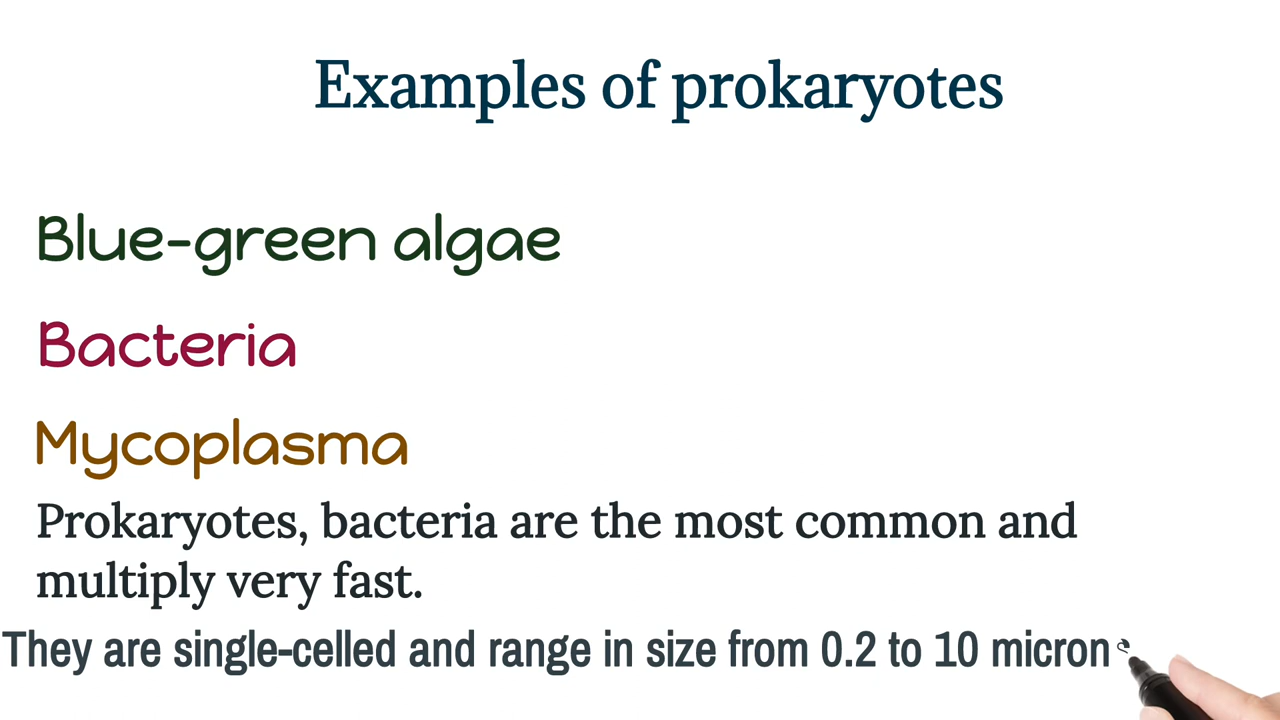 Examples of prokaryotes
Blue-green algae
Bacteria
Mycoplasma
Prokaryotes, bacteria are the most common and
multiply very fast.
They are single-celled and range in size from 0.2 to 10 micron